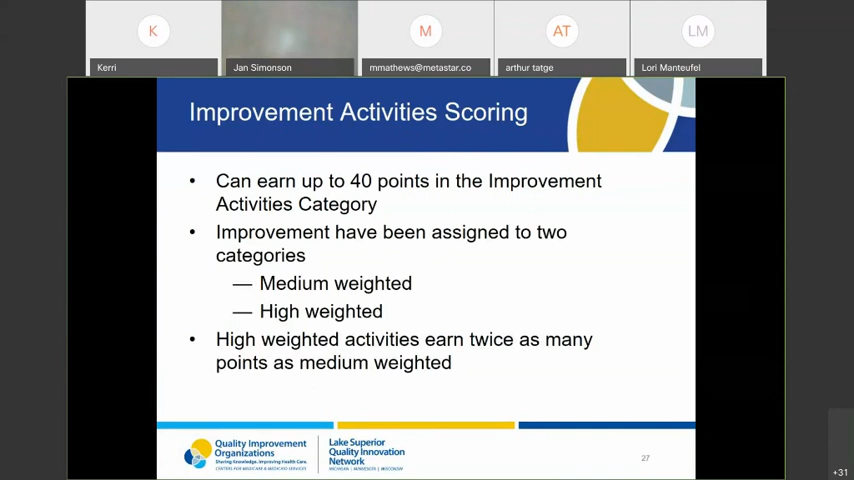 K
M
AT
LM
Kerri
Jan Simonson
mmathews@metastar.co
arthur tatge
Lori Manteufel
Improvement Activities Scoring
• Can earn up to 40 points in the Improvement
Activities Category
• Improvement have been assigned to two
categories
— Medium weighted
— High weighted
• High weighted activities earn twice as many
points as medium weighted
Quality Improvement
Organizations
Sharing Knowledge. Improving Health Care.
CENTERS FOR MEDICARE & MEDICAID SERVICES
Lake Superior
Quality Innovation
Network
MICHIGAN | MINNESOTA | WISCONSIN
27
+31